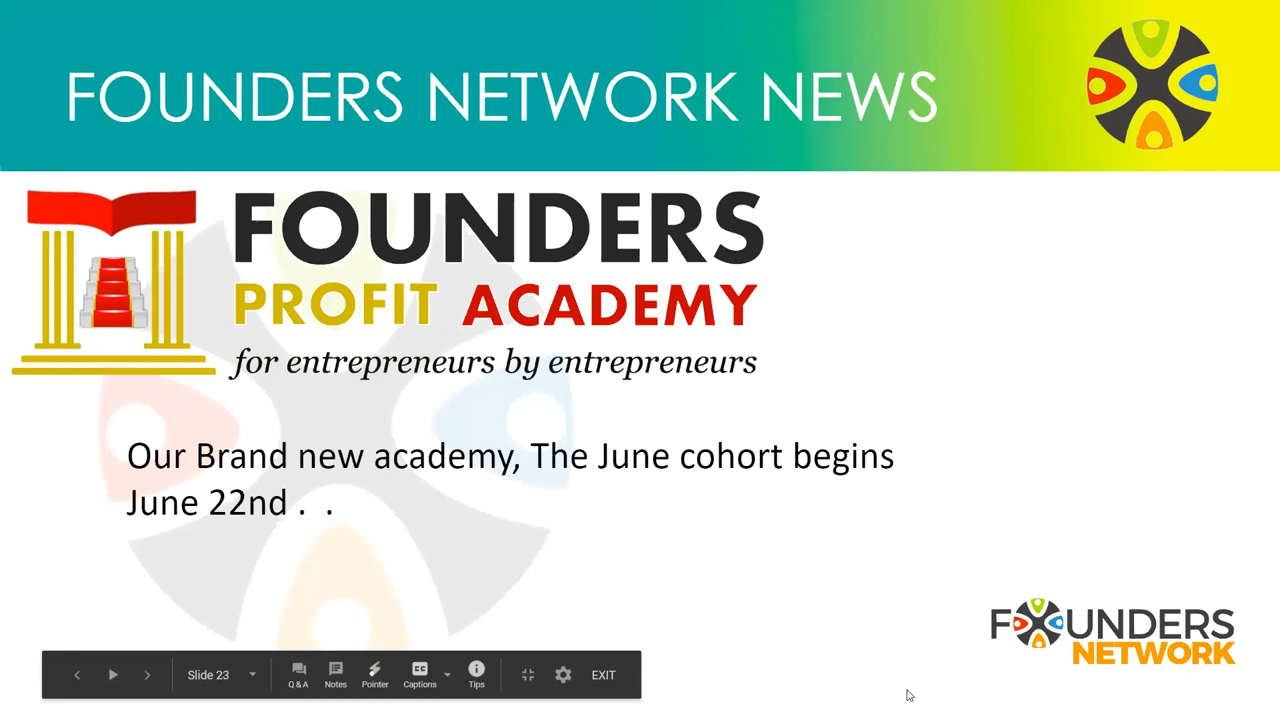 FOUNDERS NETWORK NEWS
FOUNDERS
PROFIT ACADEMY
for entrepreneurs by entrepreneurs
Our Brand new academy, The June cohort begins
June 22nd . .
FOUNDERS
NETWORK
Slide 23
Q & A
Notes
Pointer
Captions
Tips
EXIT